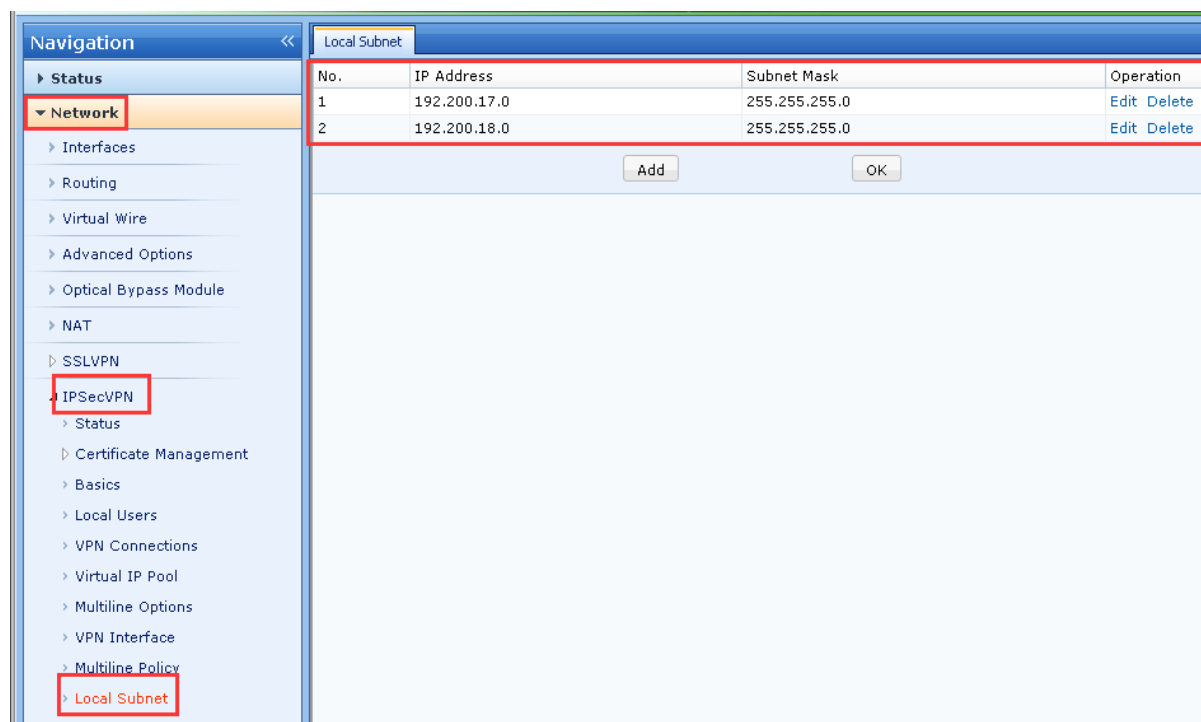 Navigation
Status
Network
Interfaces
Routing
Virtual Wire
Advanced Options
Optical Bypass Module
NAT
SSLVPN
IPSecVPN
Status
Certificate Management
Basics
Local Users
VPN Connections
Virtual IP Pool
Multiline Options
VPN Interface
Multiline Policy
Local Subnet
Local Subnet
No. IP Address Subnet Mask Operation
1 192.200.17.0 255.255.255.0 Edit Delete
2 192.200.18.0 255.255.255.0 Edit Delete
Add OK